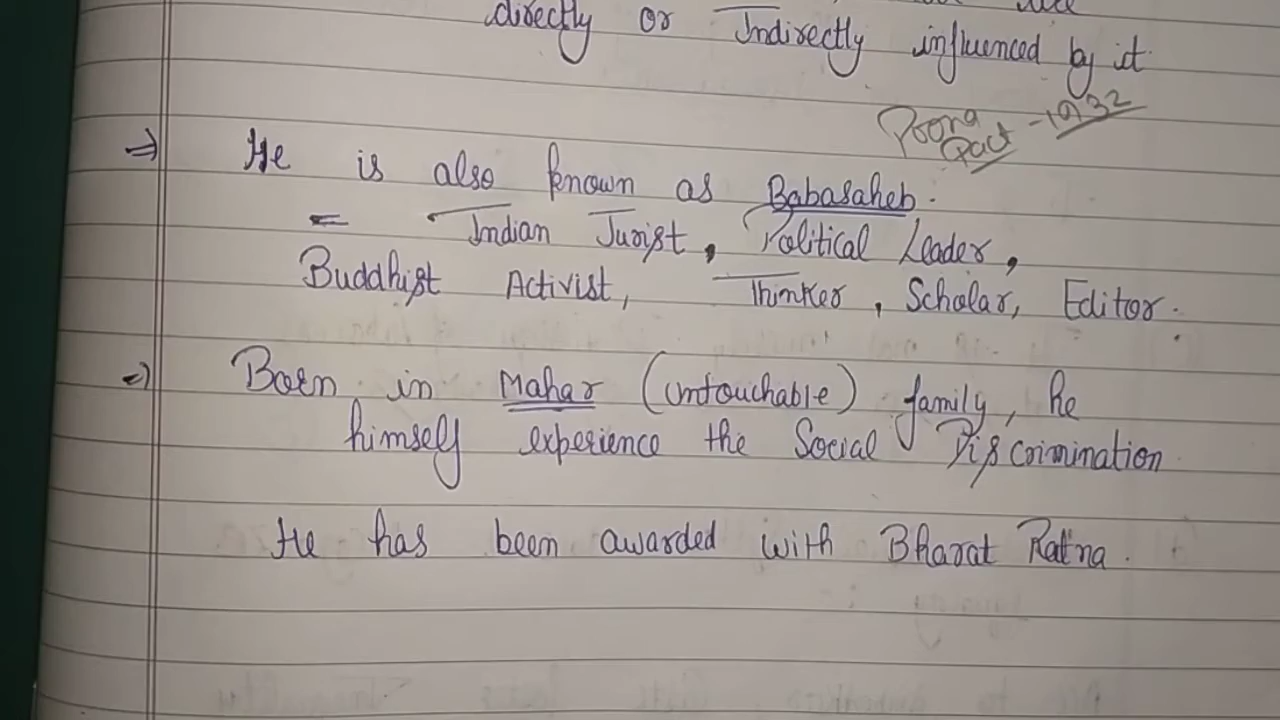 directly or Indirectly influenced by it
Poona
Pact - 1932
⇒ He is also known as Babasaheb.
= Indian Jurist, Political Leader,
Buddhist Activist, Thinker, Scholar, Editor.
⇒ Born in Mahar (untouchable) family, he
himself experience the Social Discrimination
He has been awarded with Bharat Ratna.